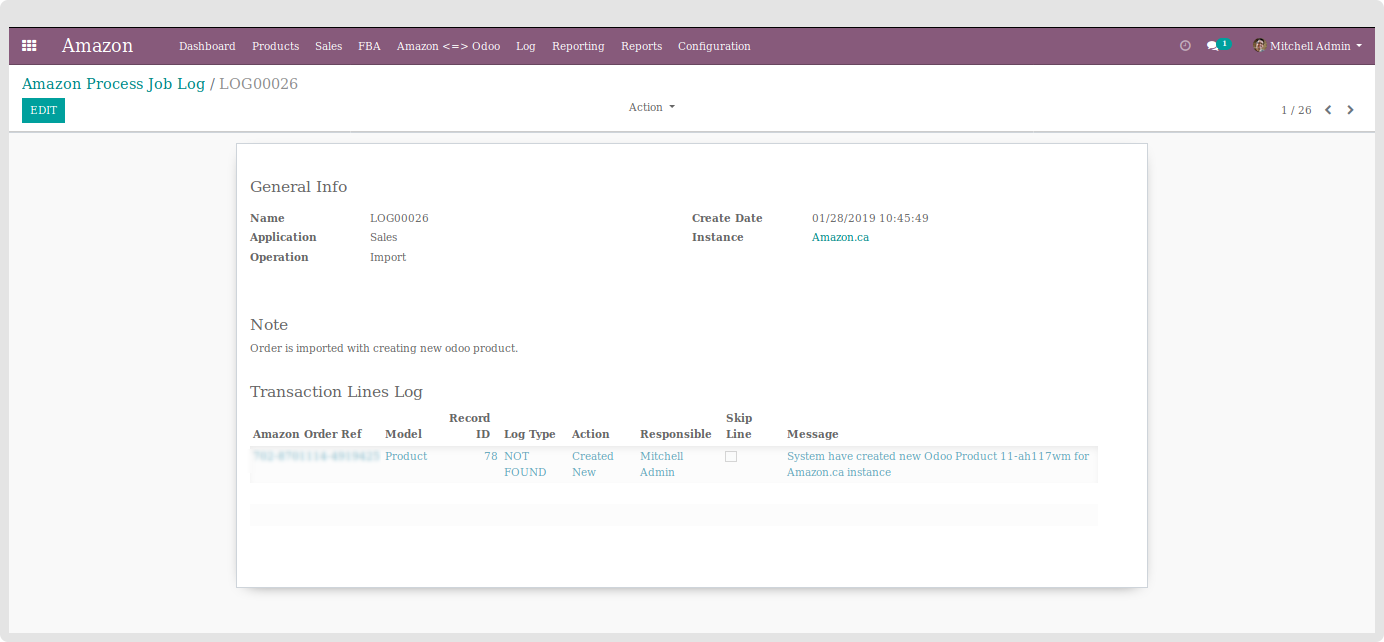 Amazon Dashboard Products Sales FBA Amazon <=> Odoo Log Reporting Reports Configuration 1 Mitchell Admin
Amazon Process Job Log / LOG00026
EDIT Action 1 / 26
General Info
Name LOG00026 Create Date 01/28/2019 10:45:49
Application Sales Instance Amazon.ca
Operation Import
Note
Order is imported with creating new odoo product.
Transaction Lines Log
Record Skip
Amazon Order Ref Model ID Log Type Action Responsible Line Message
Product 78 NOT Created Mitchell System have created new Odoo Product 11-ah117wm for
FOUND New Admin Amazon.ca instance